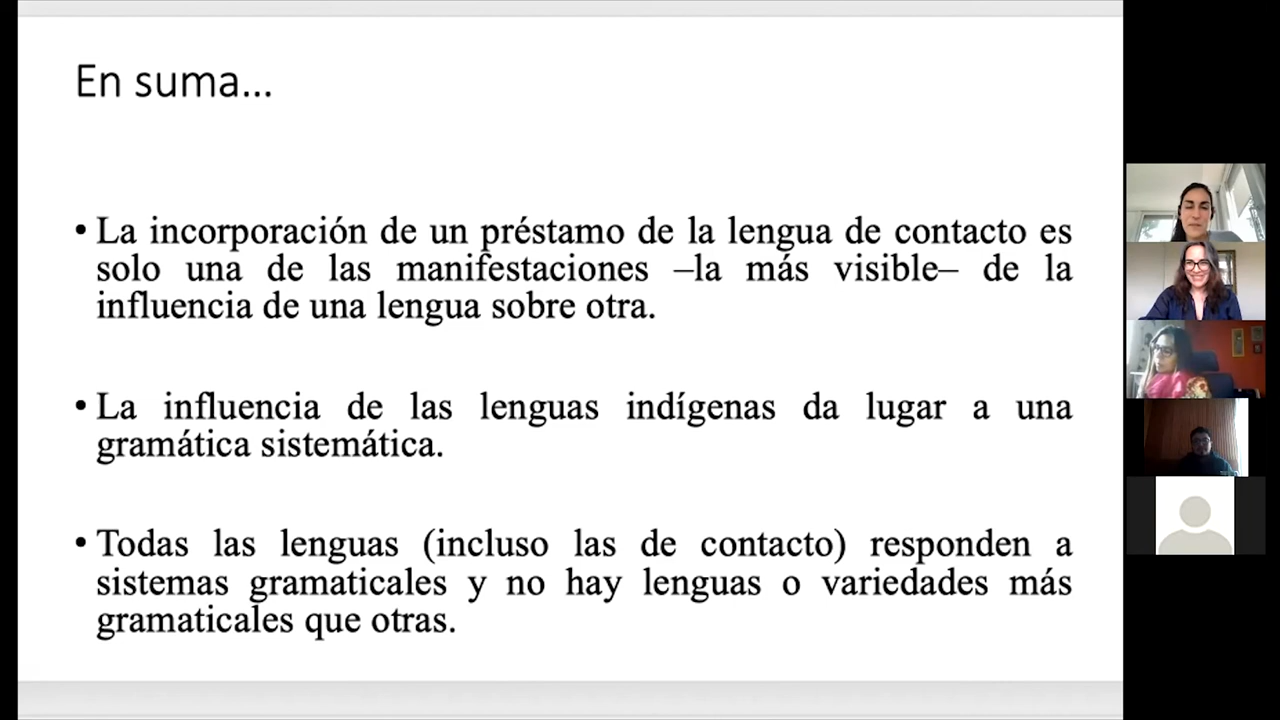 En suma...
• La incorporación de un préstamo de la lengua de contacto es
solo una de las manifestaciones –la más visible– de la
influencia de una lengua sobre otra.
• La influencia de las lenguas indígenas da lugar a una
gramática sistemática.
• Todas las lenguas (incluso las de contacto) responden a
sistemas gramaticales y no hay lenguas o variedades más
gramaticales que otras.